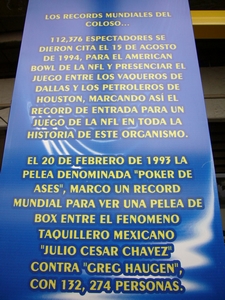 LOS RECORDS MUNDIALES DEL
COLOSO...
112,376 ESPECTADORES SE
DIERON CITA EL 15 DE AGOSTO
DE 1994, PARA EL AMERICAN
BOWL DE LA NFL Y PRESENCIAR EL
JUEGO ENTRE LOS VAQUEROS DE
DALLAS Y LOS PETROLEROS DE
HOUSTON, MARCANDO ASÍ EL
RECORD DE ENTRADA PARA UN
JUEGO DE LA NFL EN TODA LA
HISTORIA DE ESTE ORGANISMO.
EL 20 DE FEBRERO DE 1993 LA
PELEA DENOMINADA "POKER DE
ASES", MARCO UN RECORD
MUNDIAL PARA VER UNA PELEA DE
BOX ENTRE EL FENOMENO
TAQUILLERO MEXICANO
"JULIO CESAR CHAVEZ"
CONTRA "GREG HAUGEN",
CON 132, 274 PERSONAS.